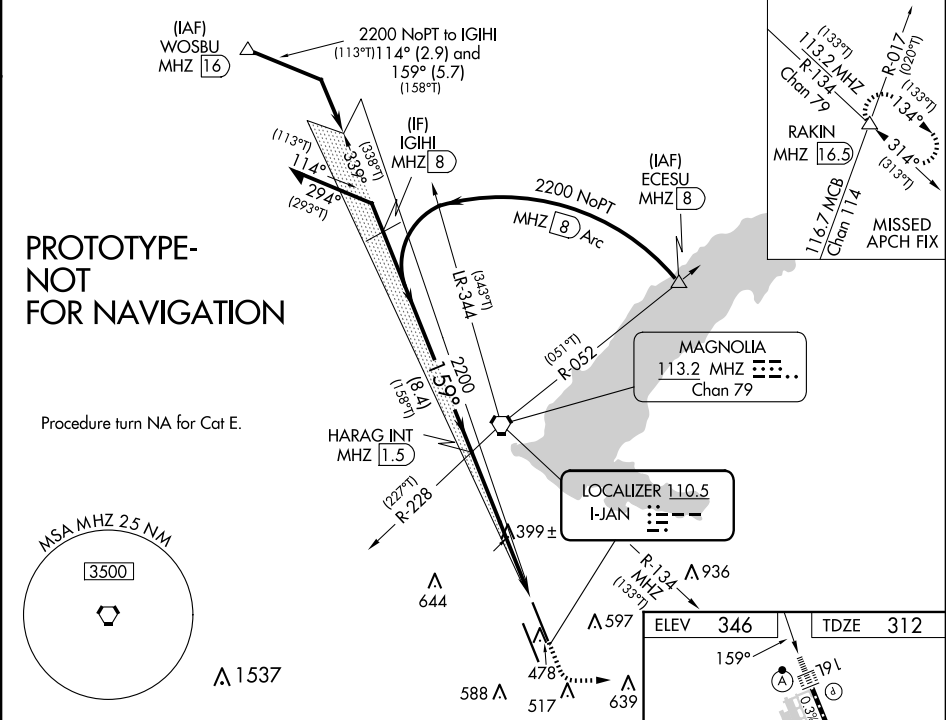 (IAF)
WOSBU
MHZ 16
2200 NoPT to IGIHI
(113°T) 114° (2.9) and
159° (5.7)
(158°T)
(IF)
IGIHI
MHZ 8
(113°T)
114°
294°
(293°T)
339°
(338°T)
(IAF)
ECESU
MHZ 8
2200 NoPT
MHZ 8 Arc
LR-344
(343°T)
(051°T)
R-052
PROTOTYPE-
NOT
FOR NAVIGATION
Procedure turn NA for Cat E.
2200
159°
(8.4)
(158°T)
HARAG INT
MHZ 1.5
(227°T)
R-228
MAGNOLIA
113.2 MHZ
Chan 79
LOCALIZER 110.5
I-JAN
R-134
MHZ
(133°T)
399±
644
936
597
478
517
588
639
1537
MSA MHZ 25 NM
3500
(133°T)
113.2 MHZ
R-134
Chan 79
R-017
(020°T)
(133°T)
134°
314°
(313°T)
RAKIN
MHZ 16.5
116.7 MCB
Chan 114
MISSED
APCH FIX
ELEV 346
TDZE 312
159°
16L
A
P
0.3%